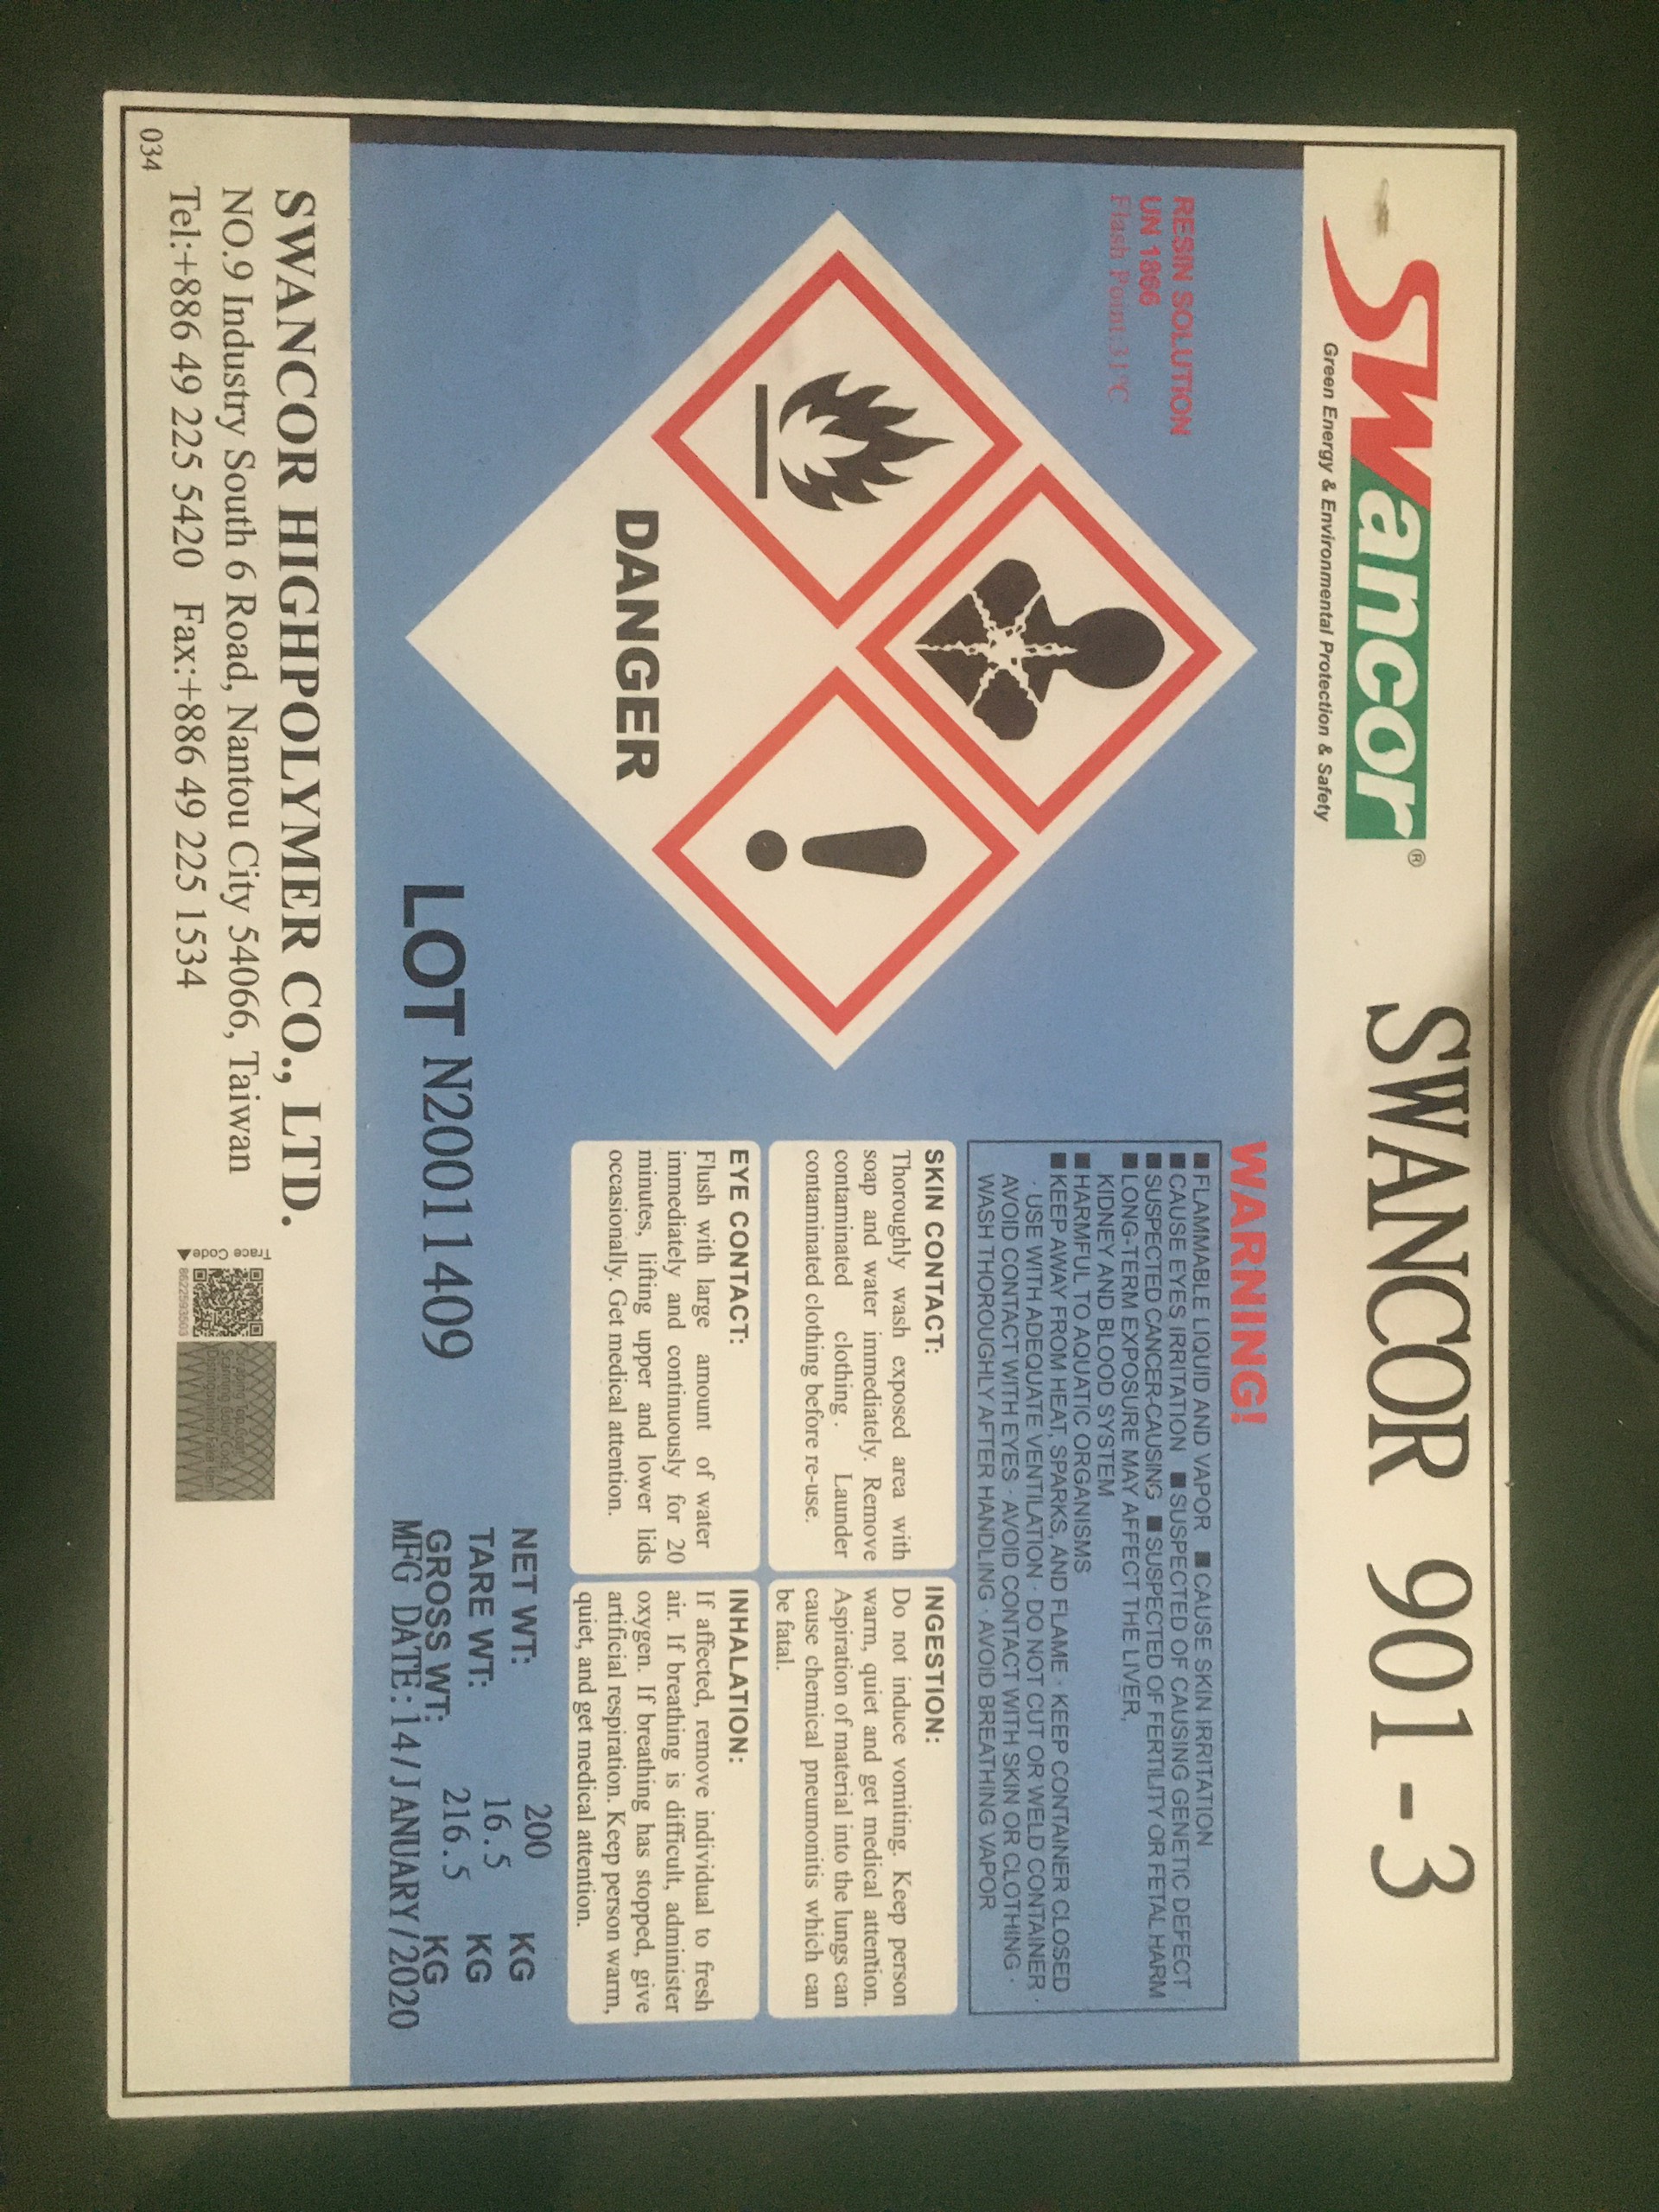 SWancor®
Green Energy & Environmental Protection & Safety
SWANCOR 901-3
RESIN SOLUTION
UN 1866
Flash Point:31℃
DANGER
WARNING!
■FLAMMABLE LIQUID AND VAPOR ■CAUSE SKIN IRRITATION
■CAUSE EYES IRRITATION ■SUSPECTED OF CAUSING GENETIC DEFECT
■SUSPECTED CANCER-CAUSING ■SUSPECTED OF FERTILITY OR FETAL HARM
■LONG-TERM EXPOSURE MAY AFFECT THE LIVER,
KIDNEY AND BLOOD SYSTEM
■HARMFUL TO AQUATIC ORGANISMS
■KEEP AWAY FROM HEAT, SPARKS, AND FLAME · KEEP CONTAINER CLOSED
· USE WITH ADEQUATE VENTILATION · DO NOT CUT OR WELD CONTAINER ·
AVOID CONTACT WITH EYES · AVOID CONTACT WITH SKIN OR CLOTHING ·
WASH THOROUGHLY AFTER HANDLING · AVOID BREATHING VAPOR
SKIN CONTACT:
Thoroughly wash exposed area with
soap and water immediately. Remove
contaminated clothing. Launder
contaminated clothing before re-use.
INGESTION:
Do not induce vomiting. Keep person
warm, quiet and get medical attention.
Aspiration of material into the lungs can
cause chemical pneumonitis which can
be fatal.
EYE CONTACT:
Flush with large amount of water
immediately and continuously for 20
minutes, lifting upper and lower lids
occasionally. Get medical attention.
INHALATION:
If affected, remove individual to fresh
air. If breathing is difficult, administer
oxygen. If breathing has stopped, give
artificial respiration. Keep person warm,
quiet, and get medical attention.
LOT N20011409
NET WT: 200 KG
TARE WT: 16.5 KG
GROSS WT: 216.5 KG
MFG DATE:14/JANUARY/2020
SWANCOR HIGHPOLYMER CO., LTD.
NO.9 Industry South 6 Road, Nantou City 54066, Taiwan
Tel:+886 49 225 5420 Fax:+886 49 225 1534
034
Trace Code